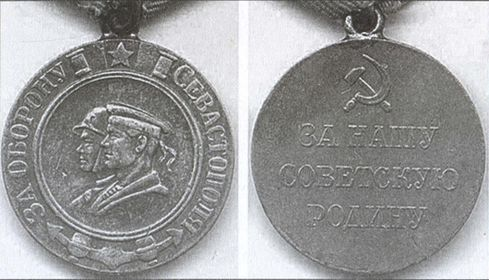 ЗА ОБОРОНУ СЕВАСТОПОЛЯ
ЗА НАШУ
СОВЕТСКУЮ
РОДИНУ